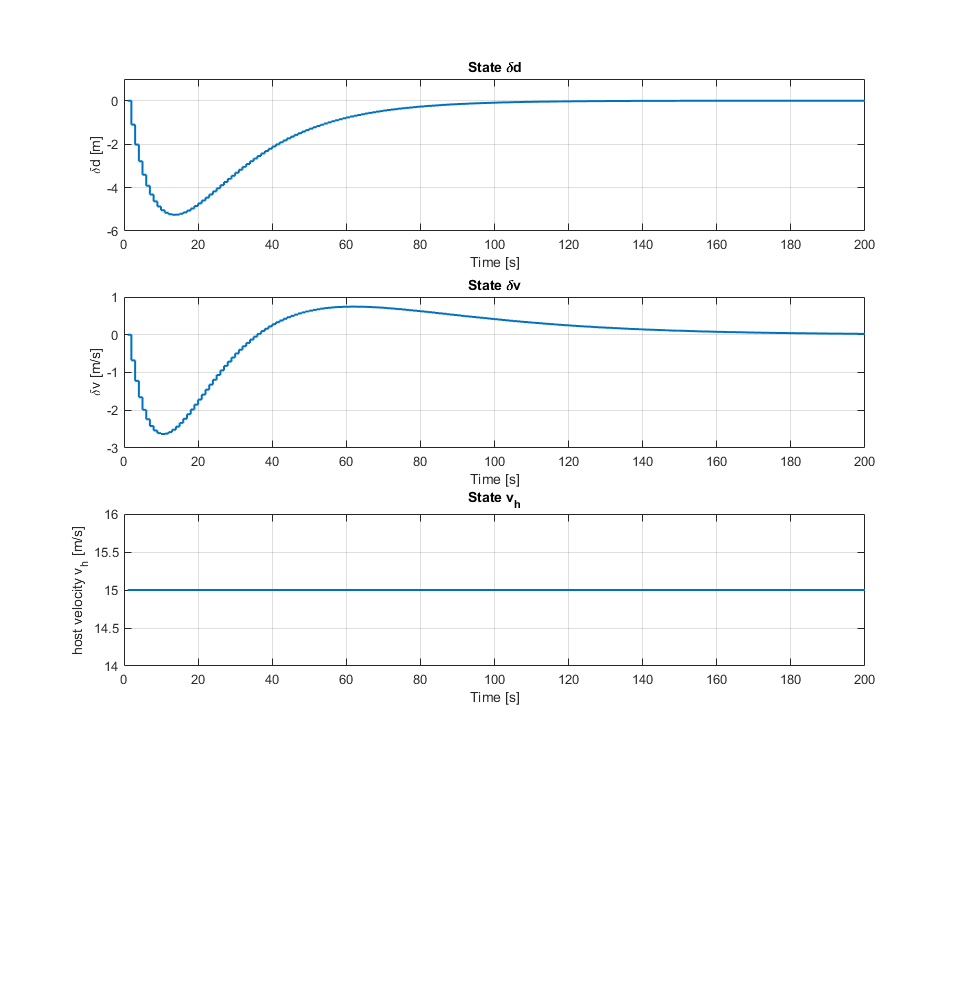 State δd
0
-2
-4
-6
δd [m]
0 20 40 60 80 100 120 140 160 180 200
Time [s]
State δv
1
0
-1
-2
-3
δv [m/s]
0 20 40 60 80 100 120 140 160 180 200
Time [s]
State v_h
16
15.5
15
14.5
14
host velocity v_h [m/s]
0 20 40 60 80 100 120 140 160 180 200
Time [s]